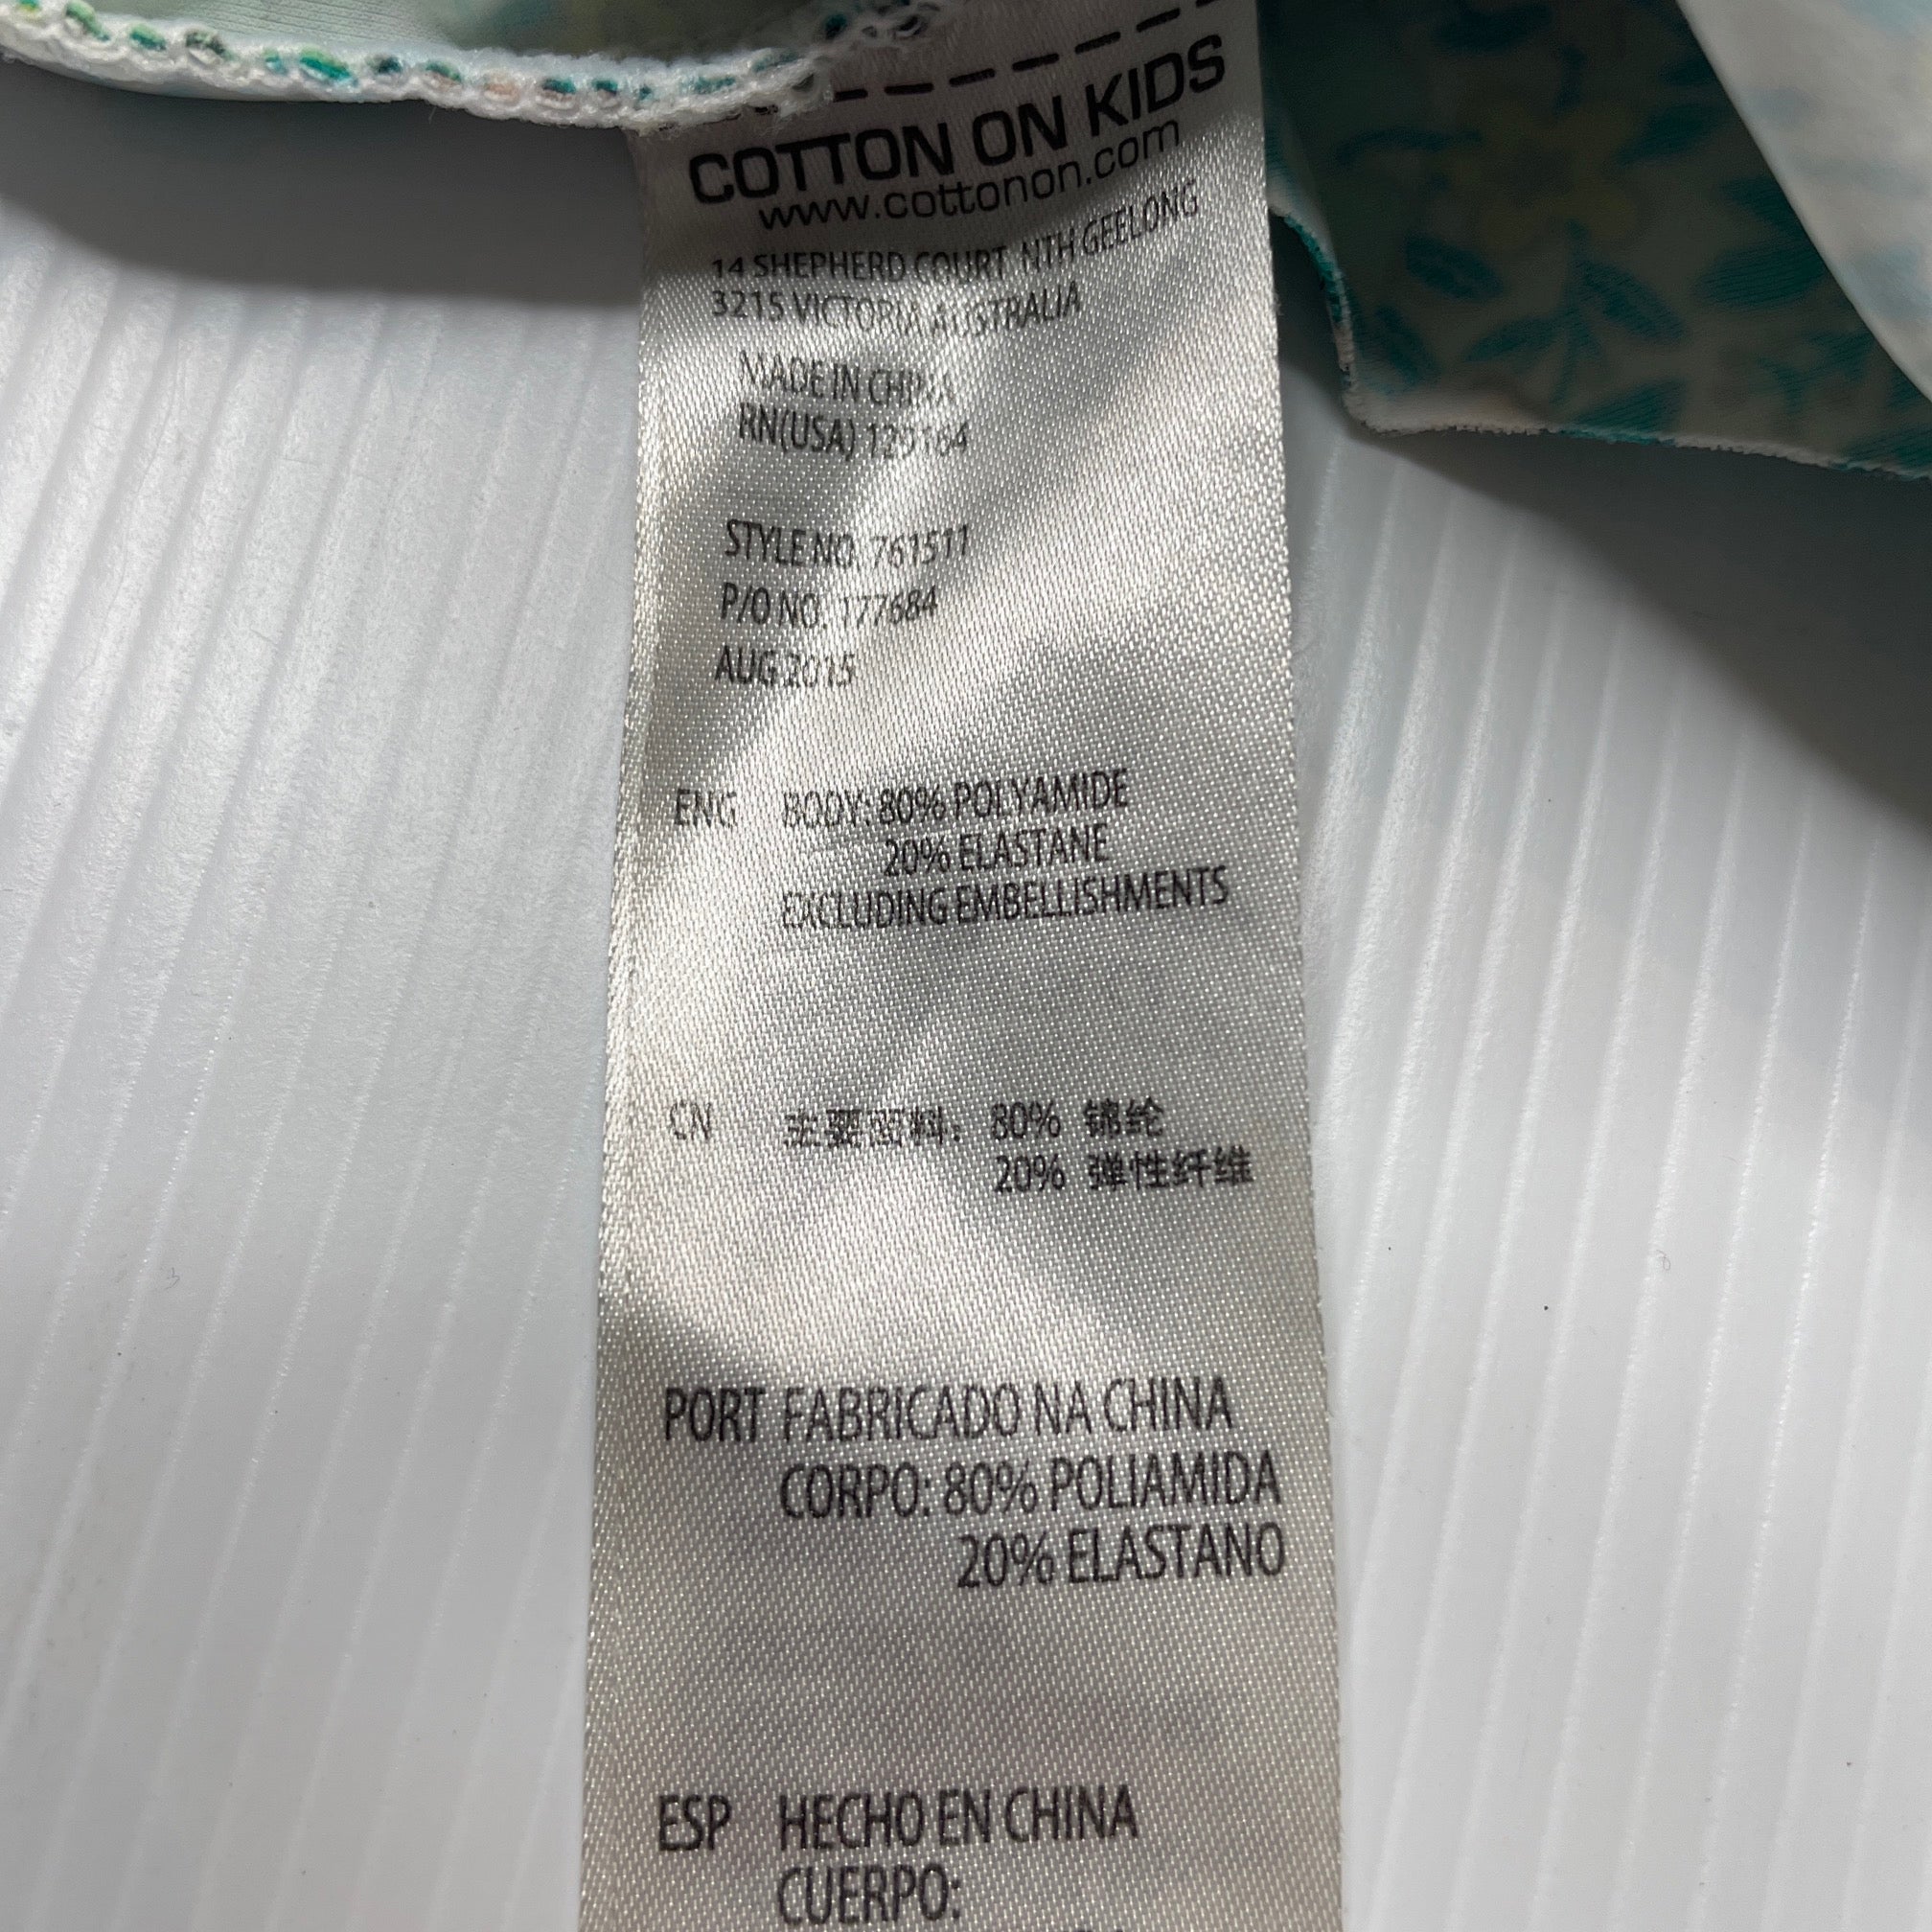 COTTON ON KIDS
www.cottonon.com
14 SHEPHERD COURT NTH GEELONG
3215 VICTORIA AUSTRALIA
MADE IN CHINA
RN(USA)
STYLE NO. 761511
P/O NO. 177684
AUG 2015
ENG BODY: 80% POLYAMIDE
20% ELASTANE
EXCLUDING EMBELLISHMENTS
CN 主要面料: 80% 锦纶
20% 弹性纤维
PORT FABRICADO NA CHINA
CORPO: 80% POLIAMIDA
20% ELASTANO
ESP HECHO EN CHINA
CUERPO: